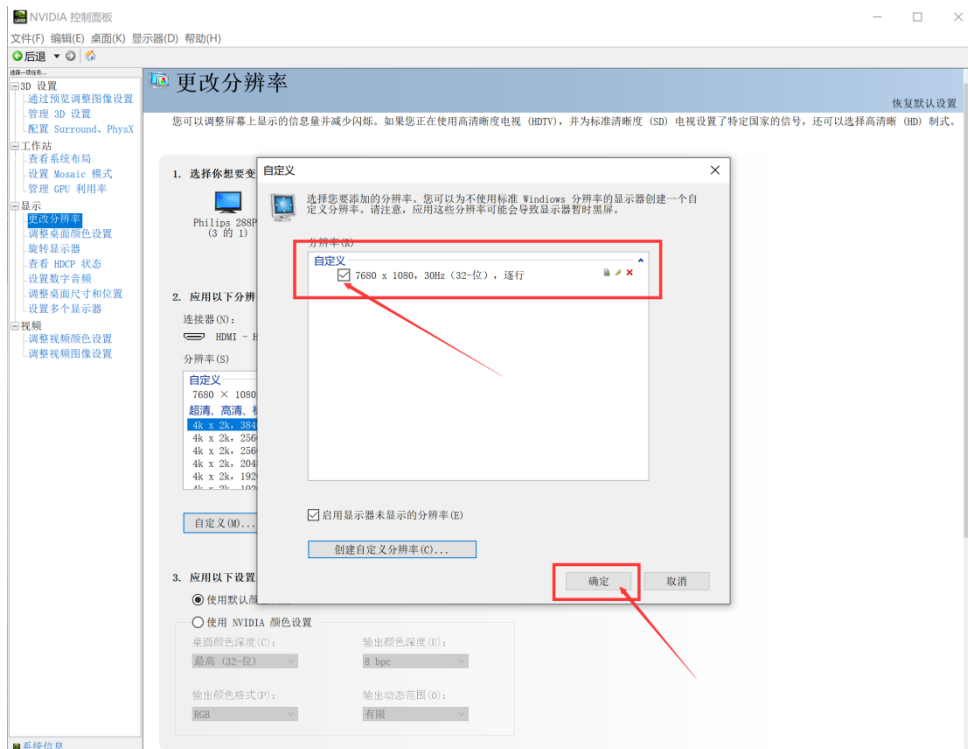 NVIDIA 控制面板
文件(F) 编辑(E) 桌面(K) 显示器(D) 帮助(H)
后退
选择一项任务...
3D 设置
通过预览调整图像设置
管理 3D 设置
配置 Surround、PhysX
工作站
查看系统布局
设置 Mosaic 模式
管理 GPU 利用率
显示
更改分辨率
调整桌面颜色设置
旋转显示器
查看 HDCP 状态
设置数字音频
调整桌面尺寸和位置
设置多个显示器
视频
调整视频颜色设置
调整视频图像设置
系统信息
更改分辨率
恢复默认设置
您可以调整屏幕上显示的信息量并减少闪烁。如果您正在使用高清晰度电视 (HDTV)，并为标准清晰度 (SD) 电视设置了特定国家的信号，还可以选择高清晰 (HD) 制式。
1. 选择你想要变
Philips 288P
(3 的 1)
2. 应用以下分辨
连接器(N)：
HDMI - H
分辨率(S)
自定义
7680 × 1080
超清、高清、
4k x 2k, 384
4k x 2k, 256
4k x 2k, 256
4k x 2k, 204
4k x 2k, 192
自定义(M)...
3. 应用以下设置
使用默认颜
使用 NVIDIA 颜色设置
桌面颜色深度(C)：
最高 (32-位)
输出颜色深度(U)：
8 bpc
输出颜色格式(P)：
RGB
输出动态范围(O)：
有限
自定义
选择您要添加的分辨率。您可以为不使用标准 Windiows 分辨率的显示器创建一个自
定义分辨率。请注意，应用这些分辨率可能会导致显示器暂时黑屏。
分辨率(R)
自定义
7680 x 1080，30Hz（32-位），逐行
启用显示器未显示的分辨率(E)
创建自定义分辨率(C)...
确定
取消